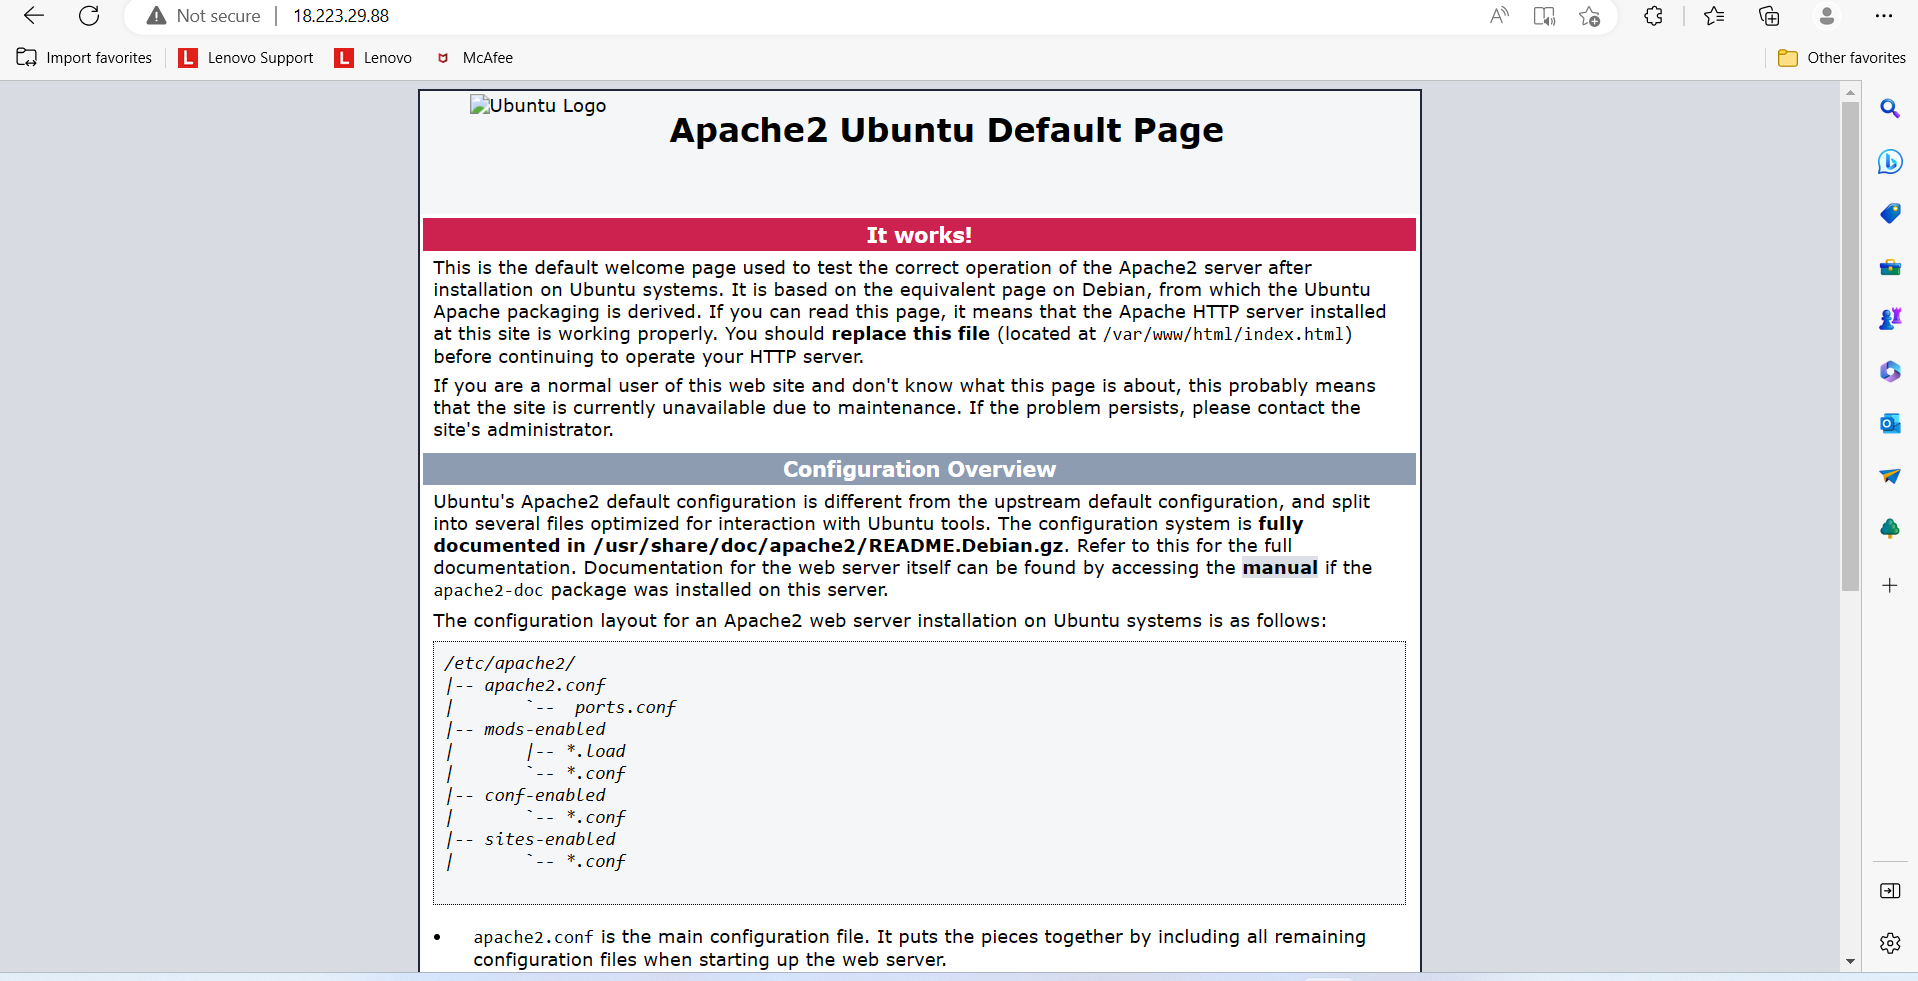 Not secure | 18.223.29.88
Import favorites Lenovo Support Lenovo McAfee Other favorites
Ubuntu Logo
Apache2 Ubuntu Default Page
It works!
This is the default welcome page used to test the correct operation of the Apache2 server after
installation on Ubuntu systems. It is based on the equivalent page on Debian, from which the Ubuntu
Apache packaging is derived. If you can read this page, it means that the Apache HTTP server installed
at this site is working properly. You should replace this file (located at /var/www/html/index.html)
before continuing to operate your HTTP server.
If you are a normal user of this web site and don't know what this page is about, this probably means
that the site is currently unavailable due to maintenance. If the problem persists, please contact the
site's administrator.
Configuration Overview
Ubuntu's Apache2 default configuration is different from the upstream default configuration, and split
into several files optimized for interaction with Ubuntu tools. The configuration system is fully
documented in /usr/share/doc/apache2/README.Debian.gz. Refer to this for the full
documentation. Documentation for the web server itself can be found by accessing the manual if the
apache2-doc package was installed on this server.
The configuration layout for an Apache2 web server installation on Ubuntu systems is as follows:
/etc/apache2/
|-- apache2.conf
|       `--  ports.conf
|-- mods-enabled
|       |-- *.load
|       `-- *.conf
|-- conf-enabled
|       `-- *.conf
|-- sites-enabled
|       `-- *.conf
• apache2.conf is the main configuration file. It puts the pieces together by including all remaining
configuration files when starting up the web server.